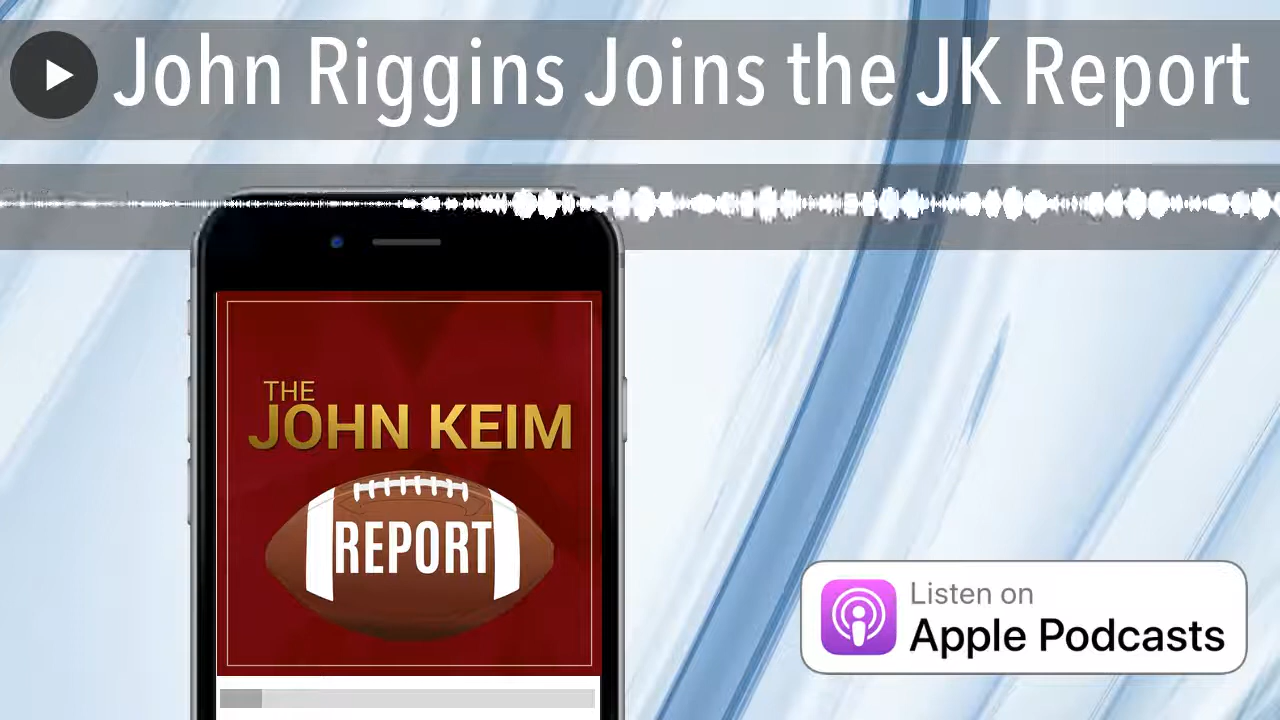 John Riggins Joins the JK Report
THE
JOHN KEIM
REPORT
Listen on
Apple Podcasts